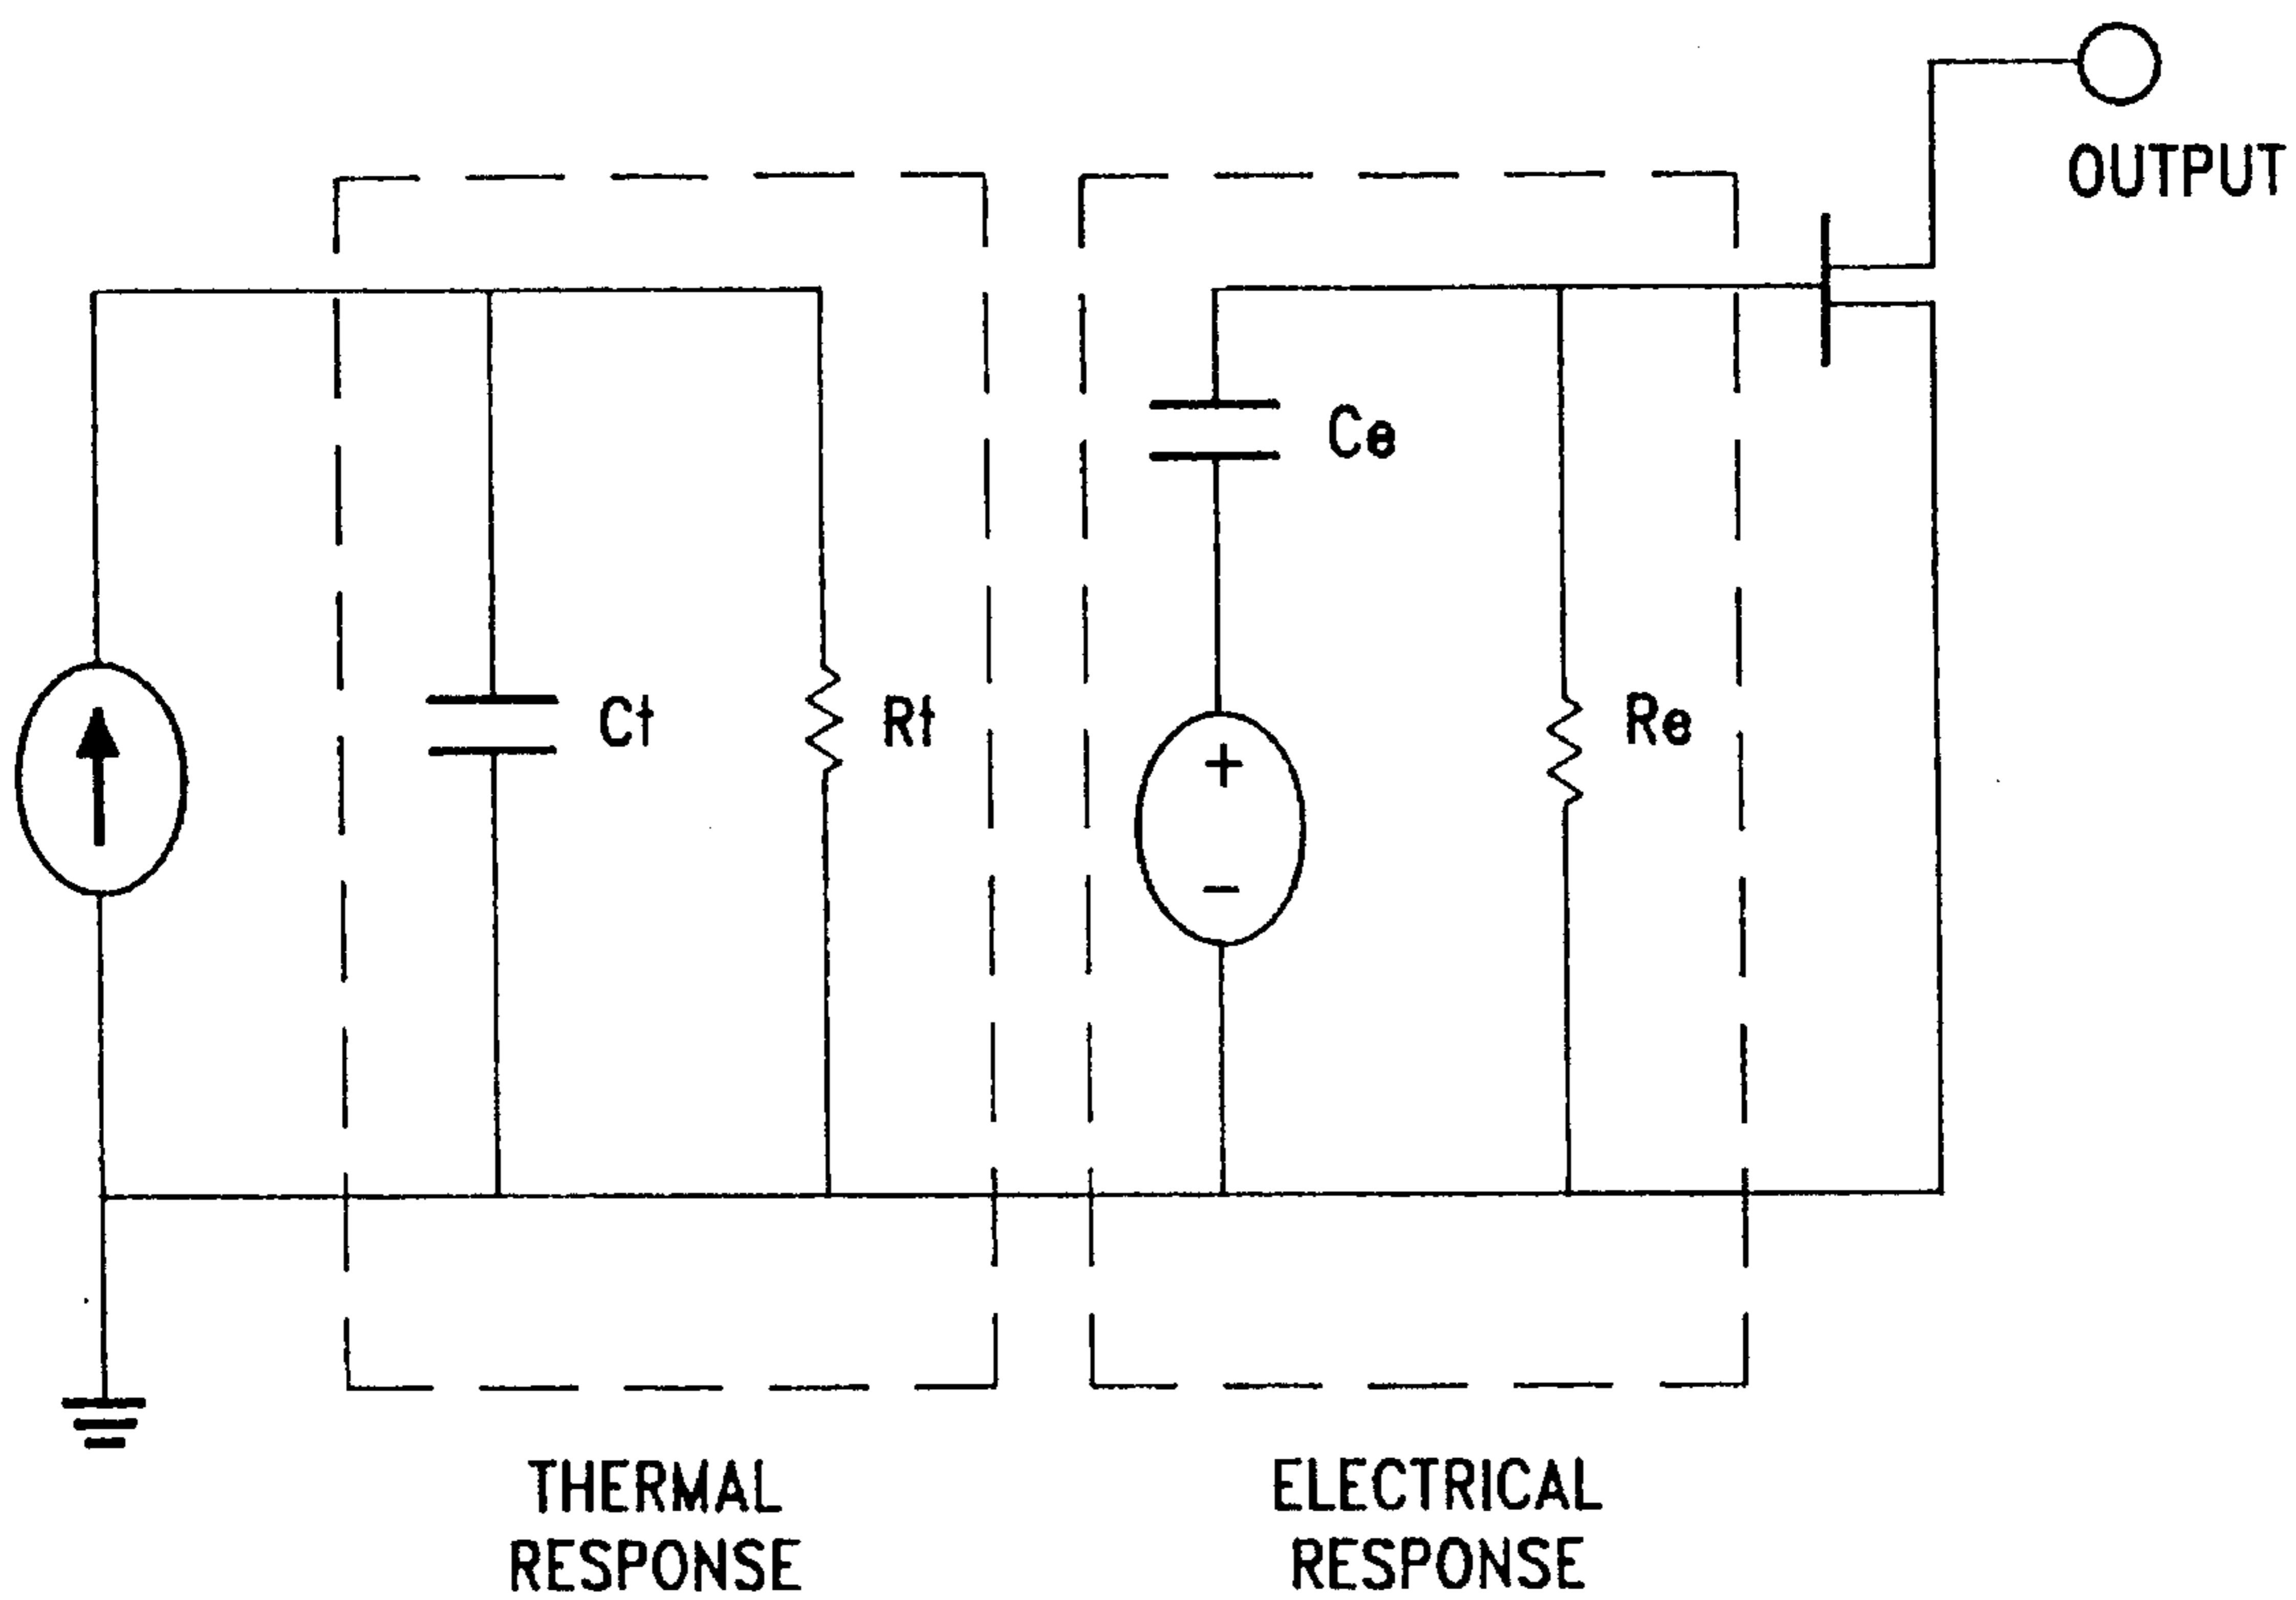 OUTPUT
Ce
Ct
Rt
Re
+
−
THERMAL
RESPONSE
ELECTRICAL
RESPONSE